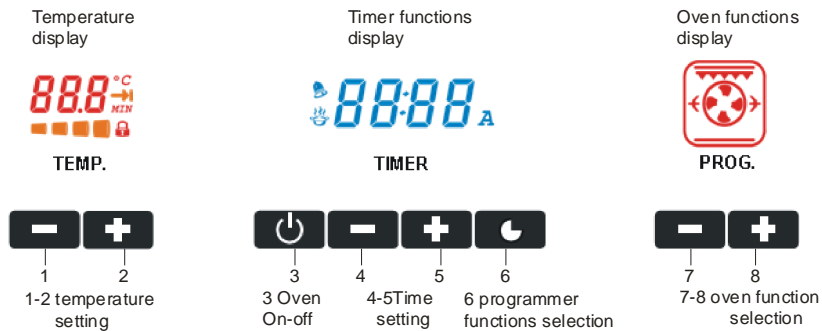 Temperature
display
Timer functions
display
Oven functions
display
88.8 °C
MIN
88:88 A
TEMP.
TIMER
PROG.
1
2
3
4
5
6
7
8
1-2 temperature
setting
3 Oven
On-off
4-5Time
setting
6 programmer
functions selection
7-8 oven function
selection